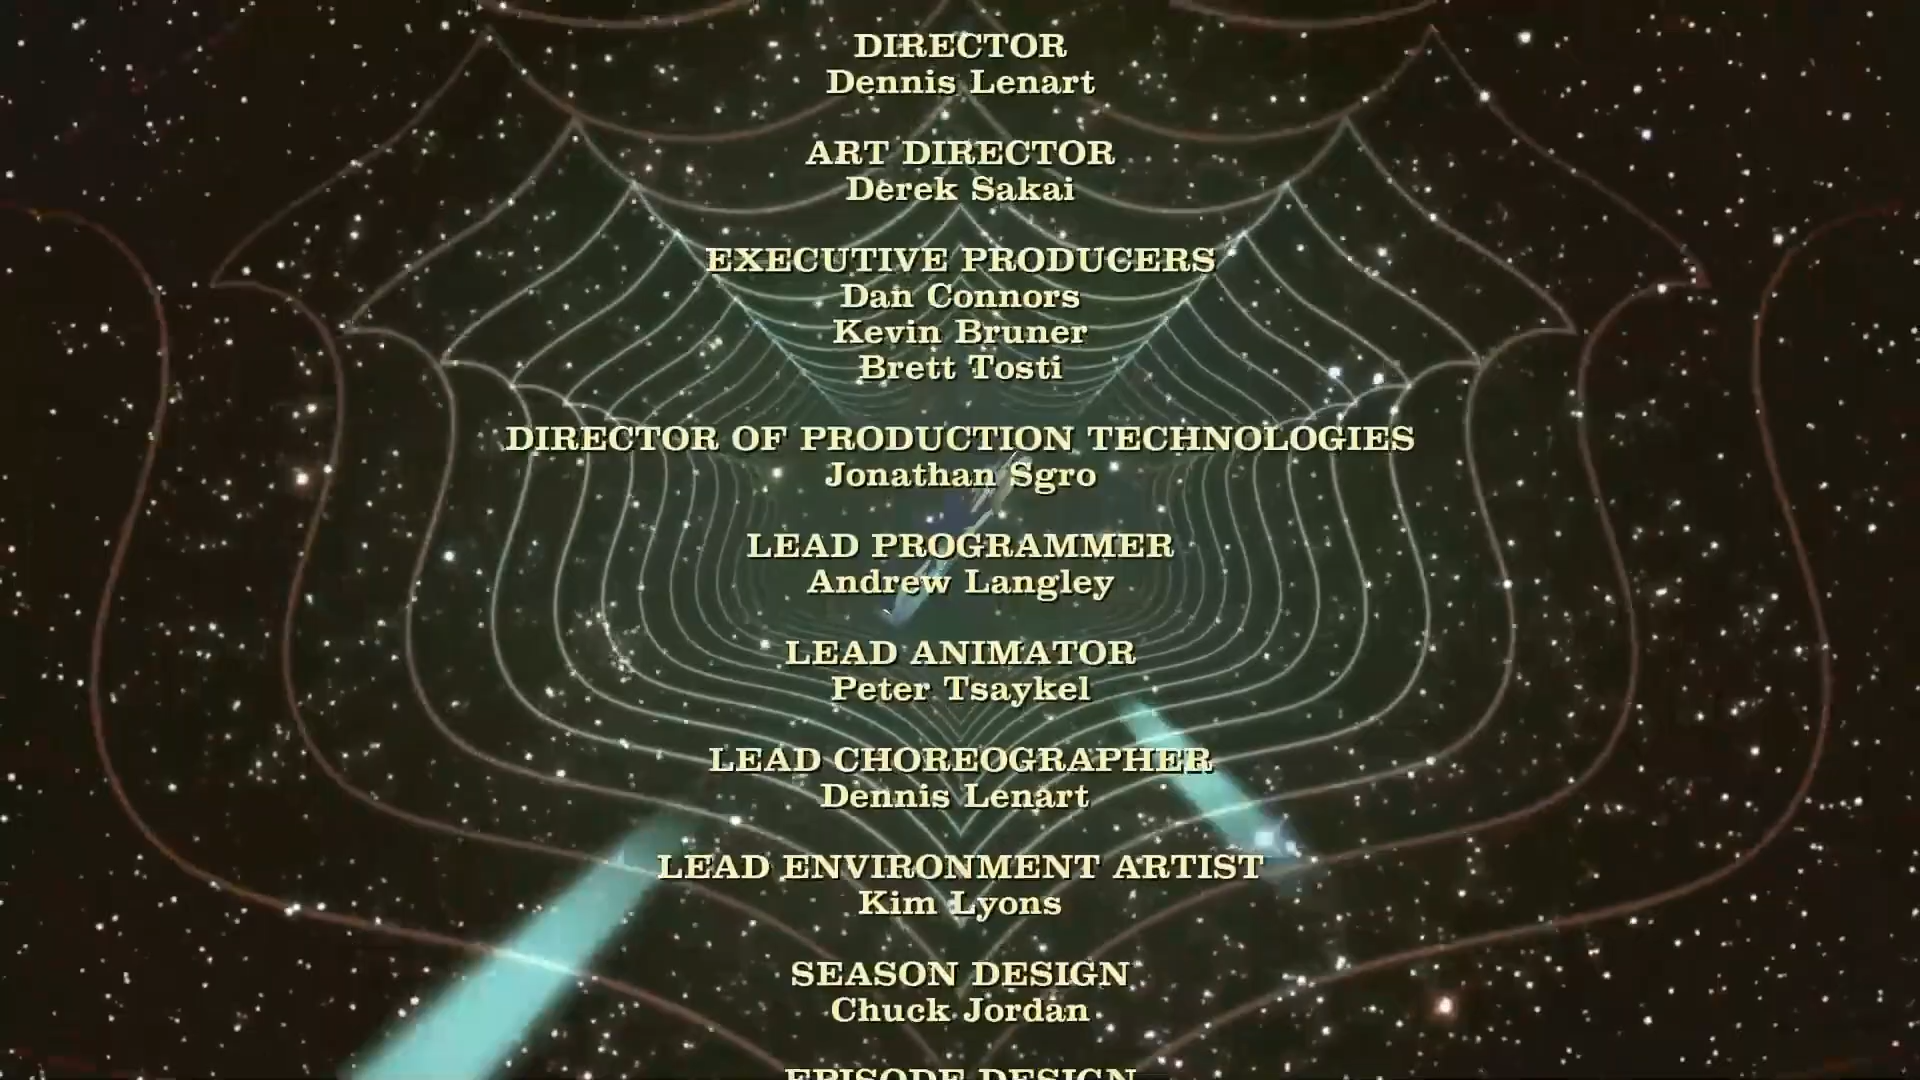 DIRECTOR
Dennis Lenart
ART DIRECTOR
Derek Sakai
EXECUTIVE PRODUCERS
Dan Connors
Kevin Bruner
Brett Tosti
DIRECTOR OF PRODUCTION TECHNOLOGIES
Jonathan Sgro
LEAD PROGRAMMER
Andrew Langley
LEAD ANIMATOR
Peter Tsaykel
LEAD CHOREOGRAPHER
Dennis Lenart
LEAD ENVIRONMENT ARTIST
Kim Lyons
SEASON DESIGN
Chuck Jordan
EPISODE DESIGN